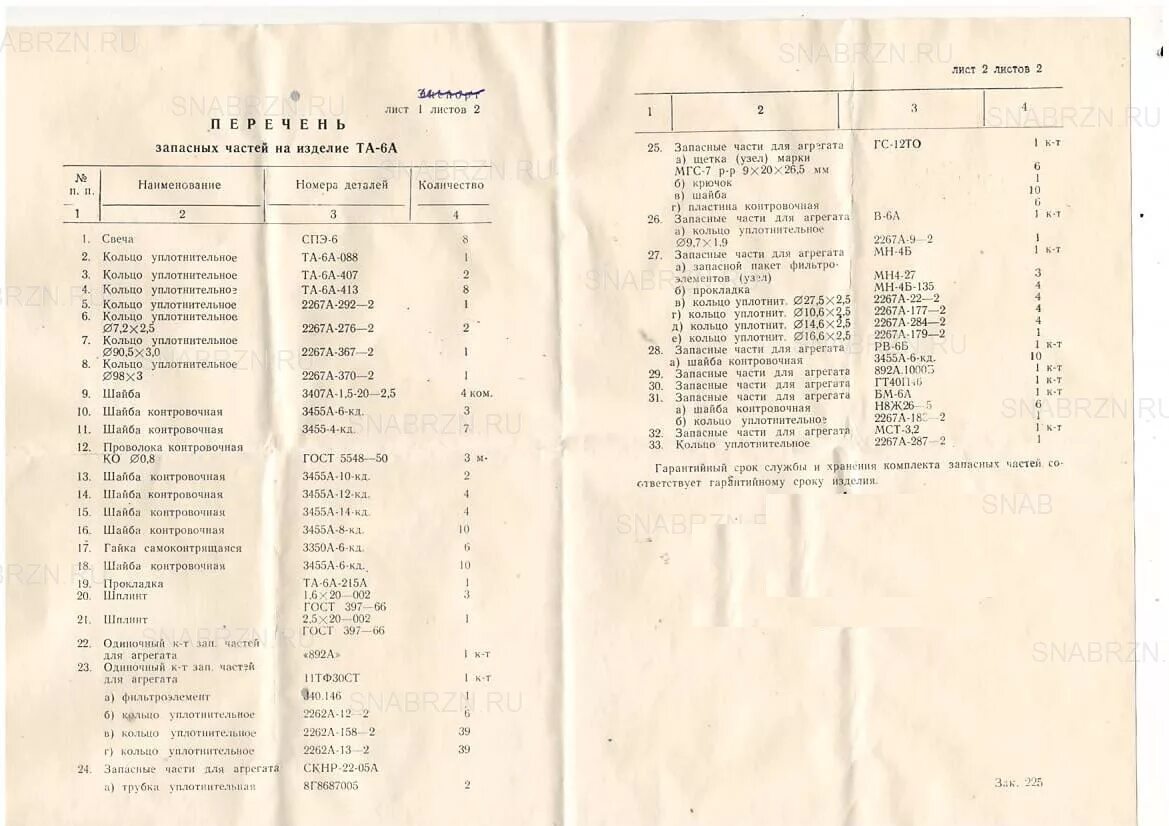 лист 1 листов 2
ПЕРЕЧЕНЬ
запасных частей на изделие ТА-6А
№ п. п. Наименование Номера деталей Количество
1 2 3 4
1. Свеча СПЭ-6 8
2. Кольцо уплотнительное ТА-6А-088 1
3. Кольцо уплотнительное ТА-6А-407 2
4. Кольцо уплотнительное ТА-6А-413 8
5. Кольцо уплотнительное 2267А-292—2 1
6. Кольцо уплотнительное
∅7,2×2,5 2267А-276—2 2
7. Кольцо уплотнительное
∅90,5×3,0 2267А-367—2 1
8. Кольцо уплотнительное
∅98×3 2267А-370—2 1
9. Шайба 3407А-1,5-20—2,5 4 ком.
10. Шайба контровочная 3455А-6-кд. 3
11. Шайба контровочная 3455-4-кд. 7
12. Проволока контровочная
КО ∅0,8 ГОСТ 5548—50 3 м-
13. Шайба контровочная 3455А-10-кд. 2
14. Шайба контровочная 3455А-12-кд. 4
15. Шайба контровочная 3455А-14-кд. 4
16. Шайба контровочная 3455А-8-кд. 10
17. Гайка самоконтрящаяся 3350А-6-кд. 6
18. Шайба контровочная 3455А-6-кд. 10
19. Прокладка ТА-6А-215А 1
20. Шплинт 1,6×20—002 3
ГОСТ 397—66
21. Шплинт 2,5×20—002 1
ГОСТ 397—66
22. Одиночный к-т зап. частей
для агрегата «892А» 1 к-т
23. Одиночный к-т зап. частей
для агрегата 11ТФ30СТ 1 к-т
а) фильтроэлемент 340.146 1
б) кольцо уплотнительное 2262А-12—2 6
в) кольцо уплотнительное 2262А-158—2 39
г) кольцо уплотнительное 2262А-13—2 39
24. Запасные части для агрегата СКНР-22-05А
а) трубка уплотнительная 8Г8687005 2
лист 2 листов 2
1 2 3 4
25. Запасные части для агрегата ГС-12ТО 1 к-т
а) щетка (узел) марки
МГС-7 р-р 9×20×26,5 мм 6
б) крючок 1
в) шайба 10
г) пластина контровочная 6
26. Запасные части для агрегата В-6А 1 к-т
а) кольцо уплотнительное
∅9,7×1,9 2267А-9—2 1
27. Запасные части для агрегата МН-4Б 1 к-т
а) запасной пакет фильтро-
элементов (узел) МН4-27 3
б) прокладка МН-4Б-135 4
в) кольцо уплотнит. ∅27,5×2,5 2267А-22—2 4
г) кольцо уплотнит. ∅10,6×2,5 2267А-177—2 4
д) кольцо уплотнит. ∅14,6×2,5 2267А-284—2 4
е) кольцо уплотнит. ∅16,6×2,5 2267А-179—2 1
28. Запасные части для агрегата РВ-6Б 1 к-т
а) шайба контровочная 3455А-6-кд. 10
29. Запасные части для агрегата 1 к-т
30. Запасные части для агрегата 1 к-т
31. Запасные части для агрегата БМ-6А 1 к-т
а) шайба контровочная 6
б) кольцо уплотнительное 1
32. Запасные части для агрегата МСТ-3,2 1 к-т
33. Кольцо уплотнительное 2267А-287—2 1
Гарантийный срок службы и хранения комплекта запасных частей со-
ответствует гарантийному сроку изделия.
Зак. 225
SNABRZN.RU